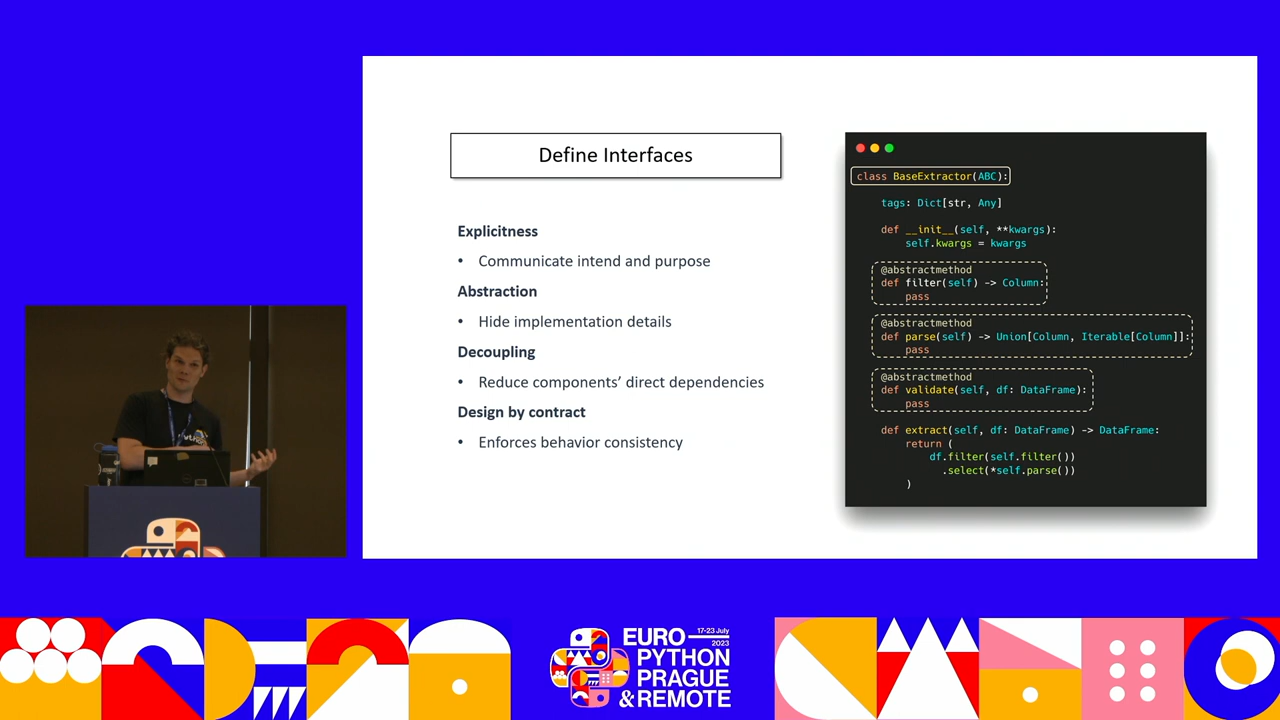 Define Interfaces
Explicitness
• Communicate intend and purpose
Abstraction
• Hide implementation details
Decoupling
• Reduce components’ direct dependencies
Design by contract
• Enforces behavior consistency
class BaseExtractor(ABC):
tags: Dict[str, Any]
def __init__(self, **kwargs):
self.kwargs = kwargs
@abstractmethod
def filter(self) -> Column:
pass
@abstractmethod
def parse(self) -> Union[Column, Iterable[Column]]:
pass
@abstractmethod
def validate(self, df: DataFrame):
pass
def extract(self, df: DataFrame) -> DataFrame:
return (
df.filter(self.filter())
.select(*self.parse())
)
EURO
17-23 July
2023
PYTHON
PRAGUE
& REMOTE